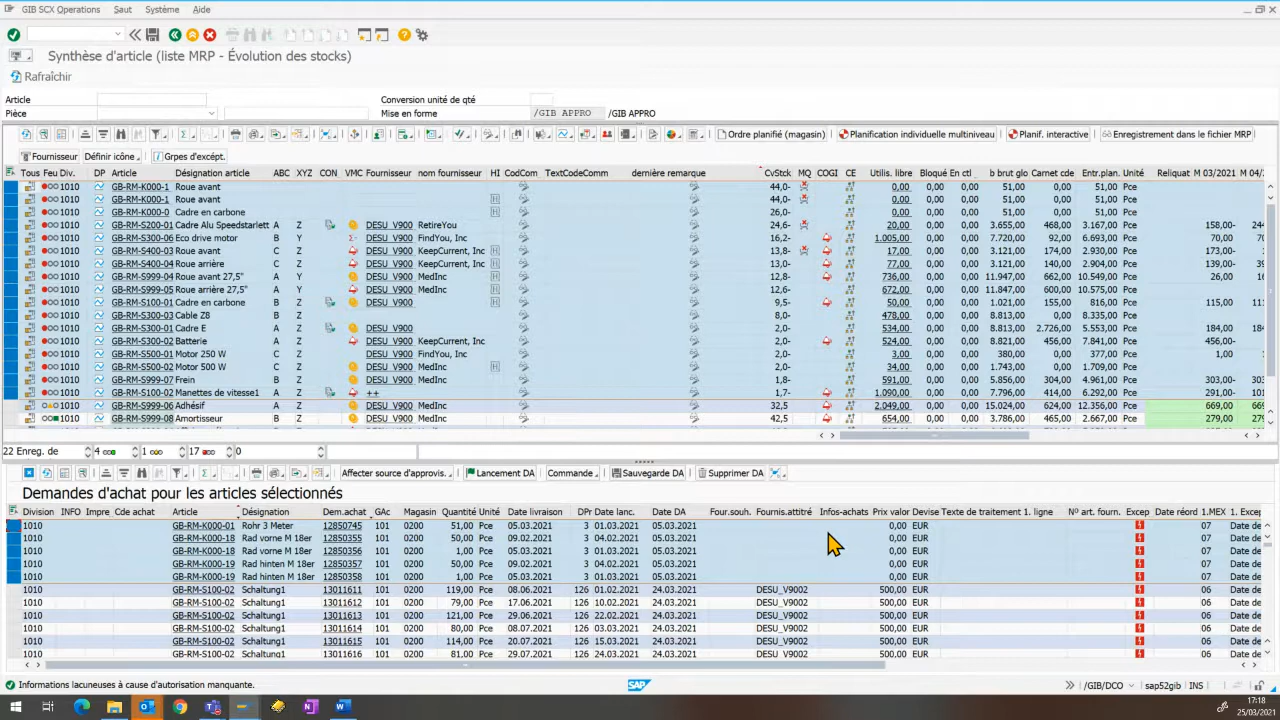 GIB SCX Operations Saut Système Aide
Synthèse d'article (liste MRP - Évolution des stocks)
Rafraîchir
Article Conversion unité de qté
Pièce Mise en forme /GIB APPRO /GIB APPRO
Ordre planifié (magasin) Planification individuelle multiniveau Planif. interactive Enregistrement dans le fichier MRP
Fournisseur Définir icône Grpes d'excépt.
Tous Feu Div. DP Article Désignation article ABC XYZ CON VMC Fournisseur nom fournisseur HI CodCom TextCodeComm dernière remarque CvStck MQ COGI CE Utilis. libre Bloqué En ctl b brut glo Carnet cde Entr.plan. Unité Reliquat M 03/2021 M 04/
1010 GB-RM-K000-1 Roue avant 44,0- 0,00 0,00 0,00 51,00 0,00 51,00 Pce
1010 GB-RM-K000-1 Roue avant H 44,0- 0,00 0,00 0,00 51,00 0,00 51,00 Pce
1010 GB-RM-K000-0 Cadre en carbone H 26,0- 0,00 0,00 0,00 51,00 0,00 51,00 Pce
1010 GB-RM-S200-01 Cadre Alu Speedstarlett A Z DESU_V900 RetireYou 24,6- 20,00 0,00 0,00 3.655,00 468,00 3.167,00 Pce 158,00- 244
1010 GB-RM-S300-06 Eco drive motor B Y Σ- DESU_V900 FindYou, Inc 16,2- 1.005,00 0,00 0,00 7.720,00 92,00 6.693,00 Pce 70,00 70
1010 GB-RM-S400-03 Roue avant C Z DESU_V900 KeepCurrent, Inc H 13,8- 17,00 0,00 0,00 3.121,00 174,00 2.930,00 Pce 73,00- 102
1010 GB-RM-S400-04 Roue arrière C Z DESU_V900 KeepCurrent, Inc H 13,0- 77,00 0,00 0,00 3.121,00 140,00 2.904,00 Pce 139,00- 39
1010 GB-RM-S999-04 Roue avant 27,5" A Y DESU_V900 MedInc H 12,8- 736,00 0,00 0,00 11.947,00 662,00 10.549,00 Pce 26,00 16
1010 GB-RM-S999-05 Roue arrière 27,5" A Y DESU_V900 MedInc H 12,6- 672,00 0,00 0,00 11.947,00 600,00 10.575,00 Pce
1010 GB-RM-S100-01 Cadre en carbone B Z DESU_V900 H 9,5- 50,00 0,00 0,00 1.021,00 155,00 816,00 Pce 115,00 11
1010 GB-RM-S300-03 Cable Z8 B Z 8,0- 478,00 0,00 0,00 8.813,00 0,00 8.335,00 Pce
1010 GB-RM-S300-01 Cadre E A Z DESU_V900 2,0- 534,00 0,00 0,00 8.813,00 2.726,00 5.553,00 Pce 184,00 184
1010 GB-RM-S300-02 Batterie A Z DESU_V900 KeepCurrent, Inc 2,0- 524,00 0,00 0,00 8.821,00 456,00 7.841,00 Pce 71,00- 71
1010 GB-RM-S500-01 Motor 250 W C Z DESU_V900 FindYou, Inc 2,0- 3,00 0,00 0,00 380,00 0,00 377,00 Pce 1,00
1010 GB-RM-S500-02 Motor 500 W C Z DESU_V900 MedInc H 2,0- 34,00 0,00 0,00 1.743,00 0,00 1.709,00 Pce
1010 GB-RM-S999-07 Frein B Z DESU_V900 MedInc 1,8- 591,00 0,00 0,00 5.856,00 304,00 4.961,00 Pce 303,00- 303
1010 GB-RM-S100-02 Manettes de vitesse1 A Z ++ 1,7- 1.090,00 0,00 0,00 7.796,00 414,00 6.292,00 Pce 291,00- 10
1010 GB-RM-S999-06 Adhésif A Z DESU_V900 MedInc 32,5 2.049,00 0,00 0,00 15.024,00 624,00 12.356,00 Pce 669,00 669
1010 GB-RM-S999-08 Amortisseur B Z DESU_V900 MedInc 42,5 654,00 0,00 0,00 3.786,00 465,00 2.667,00 Pce 279,00 279
22 Enreg. de 4 1 17 0
Affecter source d'approvis. Lancement DA Commande Sauvegarde DA Supprimer DA
Demandes d'achat pour les articles sélectionnés
Division INFO Impre Cde achat Article Désignation Dem.achat GAc Magasin Quantité Unité Date livraison DPr Date lanc. Date DA Four.souh. Fournis.attitré Infos-achats Prix valor Devise Texte de traitement 1. ligne Nº art. fourn. Excep Date réord 1.MEX 1. Excep
1010 GB-RM-K000-01 Rohr 3 Meter 12850745 101 0200 51,00 Pce 05.03.2021 3 01.03.2021 05.03.2021 0,00 EUR 07 Date de
1010 GB-RM-K000-18 Rad vorne M 18er 12850355 101 0200 50,00 Pce 09.02.2021 3 04.02.2021 05.03.2021 0,00 EUR 07 Date de
1010 GB-RM-K000-18 Rad vorne M 18er 12850356 101 0200 1,00 Pce 05.03.2021 3 01.03.2021 05.03.2021 0,00 EUR 07 Date de
1010 GB-RM-K000-19 Rad hinten M 18er 12850357 101 0200 50,00 Pce 09.02.2021 3 04.02.2021 05.03.2021 0,00 EUR 07 Date de
1010 GB-RM-K000-19 Rad hinten M 18er 12850358 101 0200 1,00 Pce 05.03.2021 3 01.03.2021 05.03.2021 0,00 EUR 07 Date de
1010 GB-RM-S100-02 Schaltung1 13011611 101 0200 119,00 Pce 08.06.2021 126 01.02.2021 24.03.2021 DESU_V9002 500,00 EUR 06 Date de
1010 GB-RM-S100-02 Schaltung1 13011612 101 0200 79,00 Pce 17.06.2021 126 10.02.2021 24.03.2021 DESU_V9002 500,00 EUR 06 Date de
1010 GB-RM-S100-02 Schaltung1 13011613 101 0200 121,00 Pce 29.06.2021 126 22.02.2021 24.03.2021 DESU_V9002 500,00 EUR 06 Date de
1010 GB-RM-S100-02 Schaltung1 13011614 101 0200 80,00 Pce 08.07.2021 126 03.03.2021 24.03.2021 DESU_V9002 500,00 EUR 06 Date de
1010 GB-RM-S100-02 Schaltung1 13011615 101 0200 114,00 Pce 20.07.2021 126 15.03.2021 24.03.2021 DESU_V9002 500,00 EUR 06 Date de
1010 GB-RM-S100-02 Schaltung1 13011616 101 0200 81,00 Pce 29.07.2021 126 24.03.2021 24.03.2021 DESU_V9002 500,00 EUR 06 Date de
Informations lacuneuses à cause d'autorisation manquante. SAP /GIB/DCO sap52gib INS
17:18
25/03/2021